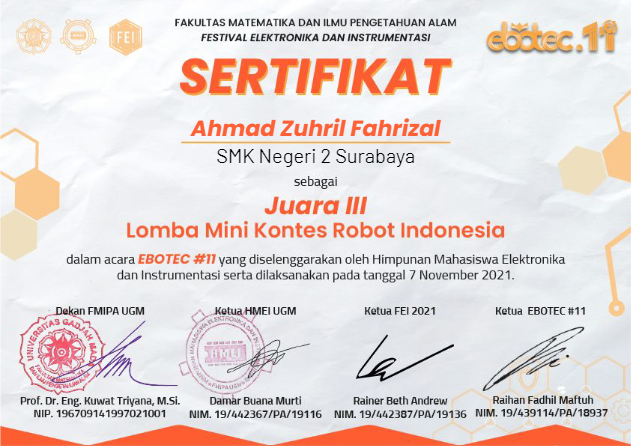 FEI
FAKULTAS MATEMATIKA DAN ILMU PENGETAHUAN ALAM
FESTIVAL ELEKTRONIKA DAN INSTRUMENTASI
ebotec.11
SERTIFIKAT
Ahmad Zuhril Fahrizal
SMK Negeri 2 Surabaya
sebagai
Juara III
Lomba Mini Kontes Robot Indonesia
dalam acara EBOTEC #11 yang diselenggarakan oleh Himpunan Mahasiswa Elektronika
dan Instrumentasi serta dilaksanakan pada tanggal 7 November 2021.
Dekan FMIPA UGM
UNIVERSITAS GADJAH MADA
Prof. Dr. Eng. Kuwat Triyana, M.Si.
NIP. 196709141997021001
Ketua HMEI UGM
HMEI
Damar Buana Murti
NIM. 19/442367/PA/19116
Ketua FEI 2021
Rainer Beth Andrew
NIM. 19/442387/PA/19136
Ketua EBOTEC #11
Raihan Fadhil Maftuh
NIM. 19/439114/PA/18937